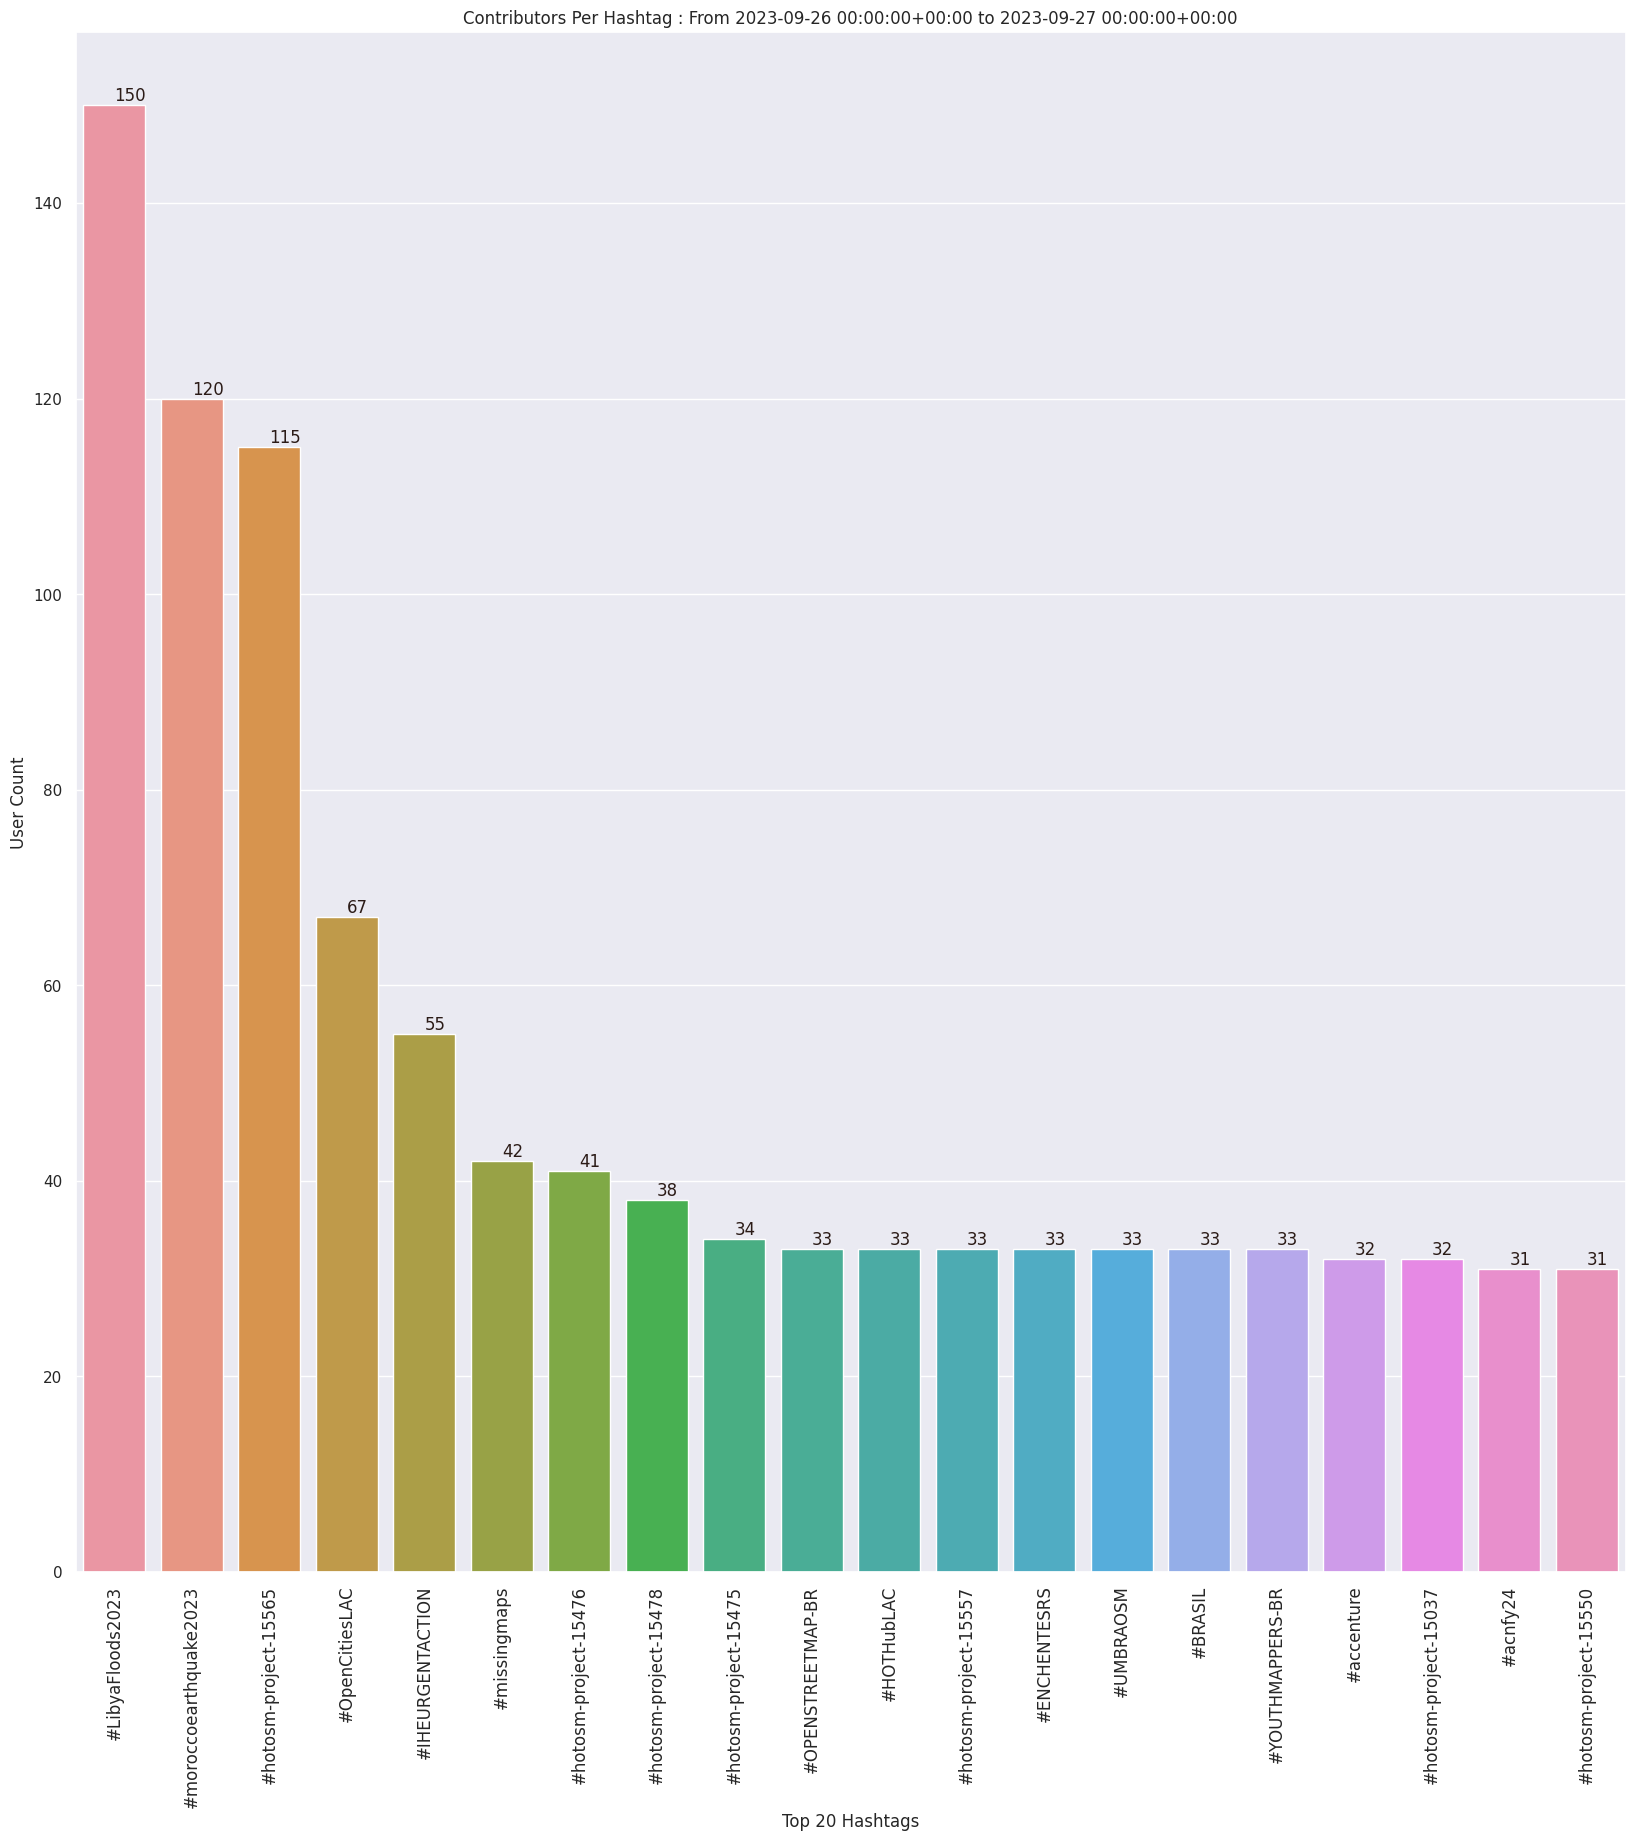 Contributors Per Hashtag : From 2023-09-26 00:00:00+00:00 to 2023-09-27 00:00:00+00:00
User Count
140
120
100
80
60
40
20
0
150
120
115
67
55
42
41
38
34
33
33
33
33
33
33
33
32
32
31
31
#LibyaFloods2023
#moroccoearthquake2023
#hotosm-project-15565
#OpenCitiesLAC
#IHEURGENTACTION
#missingmaps
#hotosm-project-15476
#hotosm-project-15478
#hotosm-project-15475
#OPENSTREETMAP-BR
#HOTHubLAC
#hotosm-project-15557
#ENCHENTESRS
#UMBRAOSM
#BRASIL
#YOUTHMAPPERS-BR
#accenture
#hotosm-project-15037
#acnfy24
#hotosm-project-15550
Top 20 Hashtags